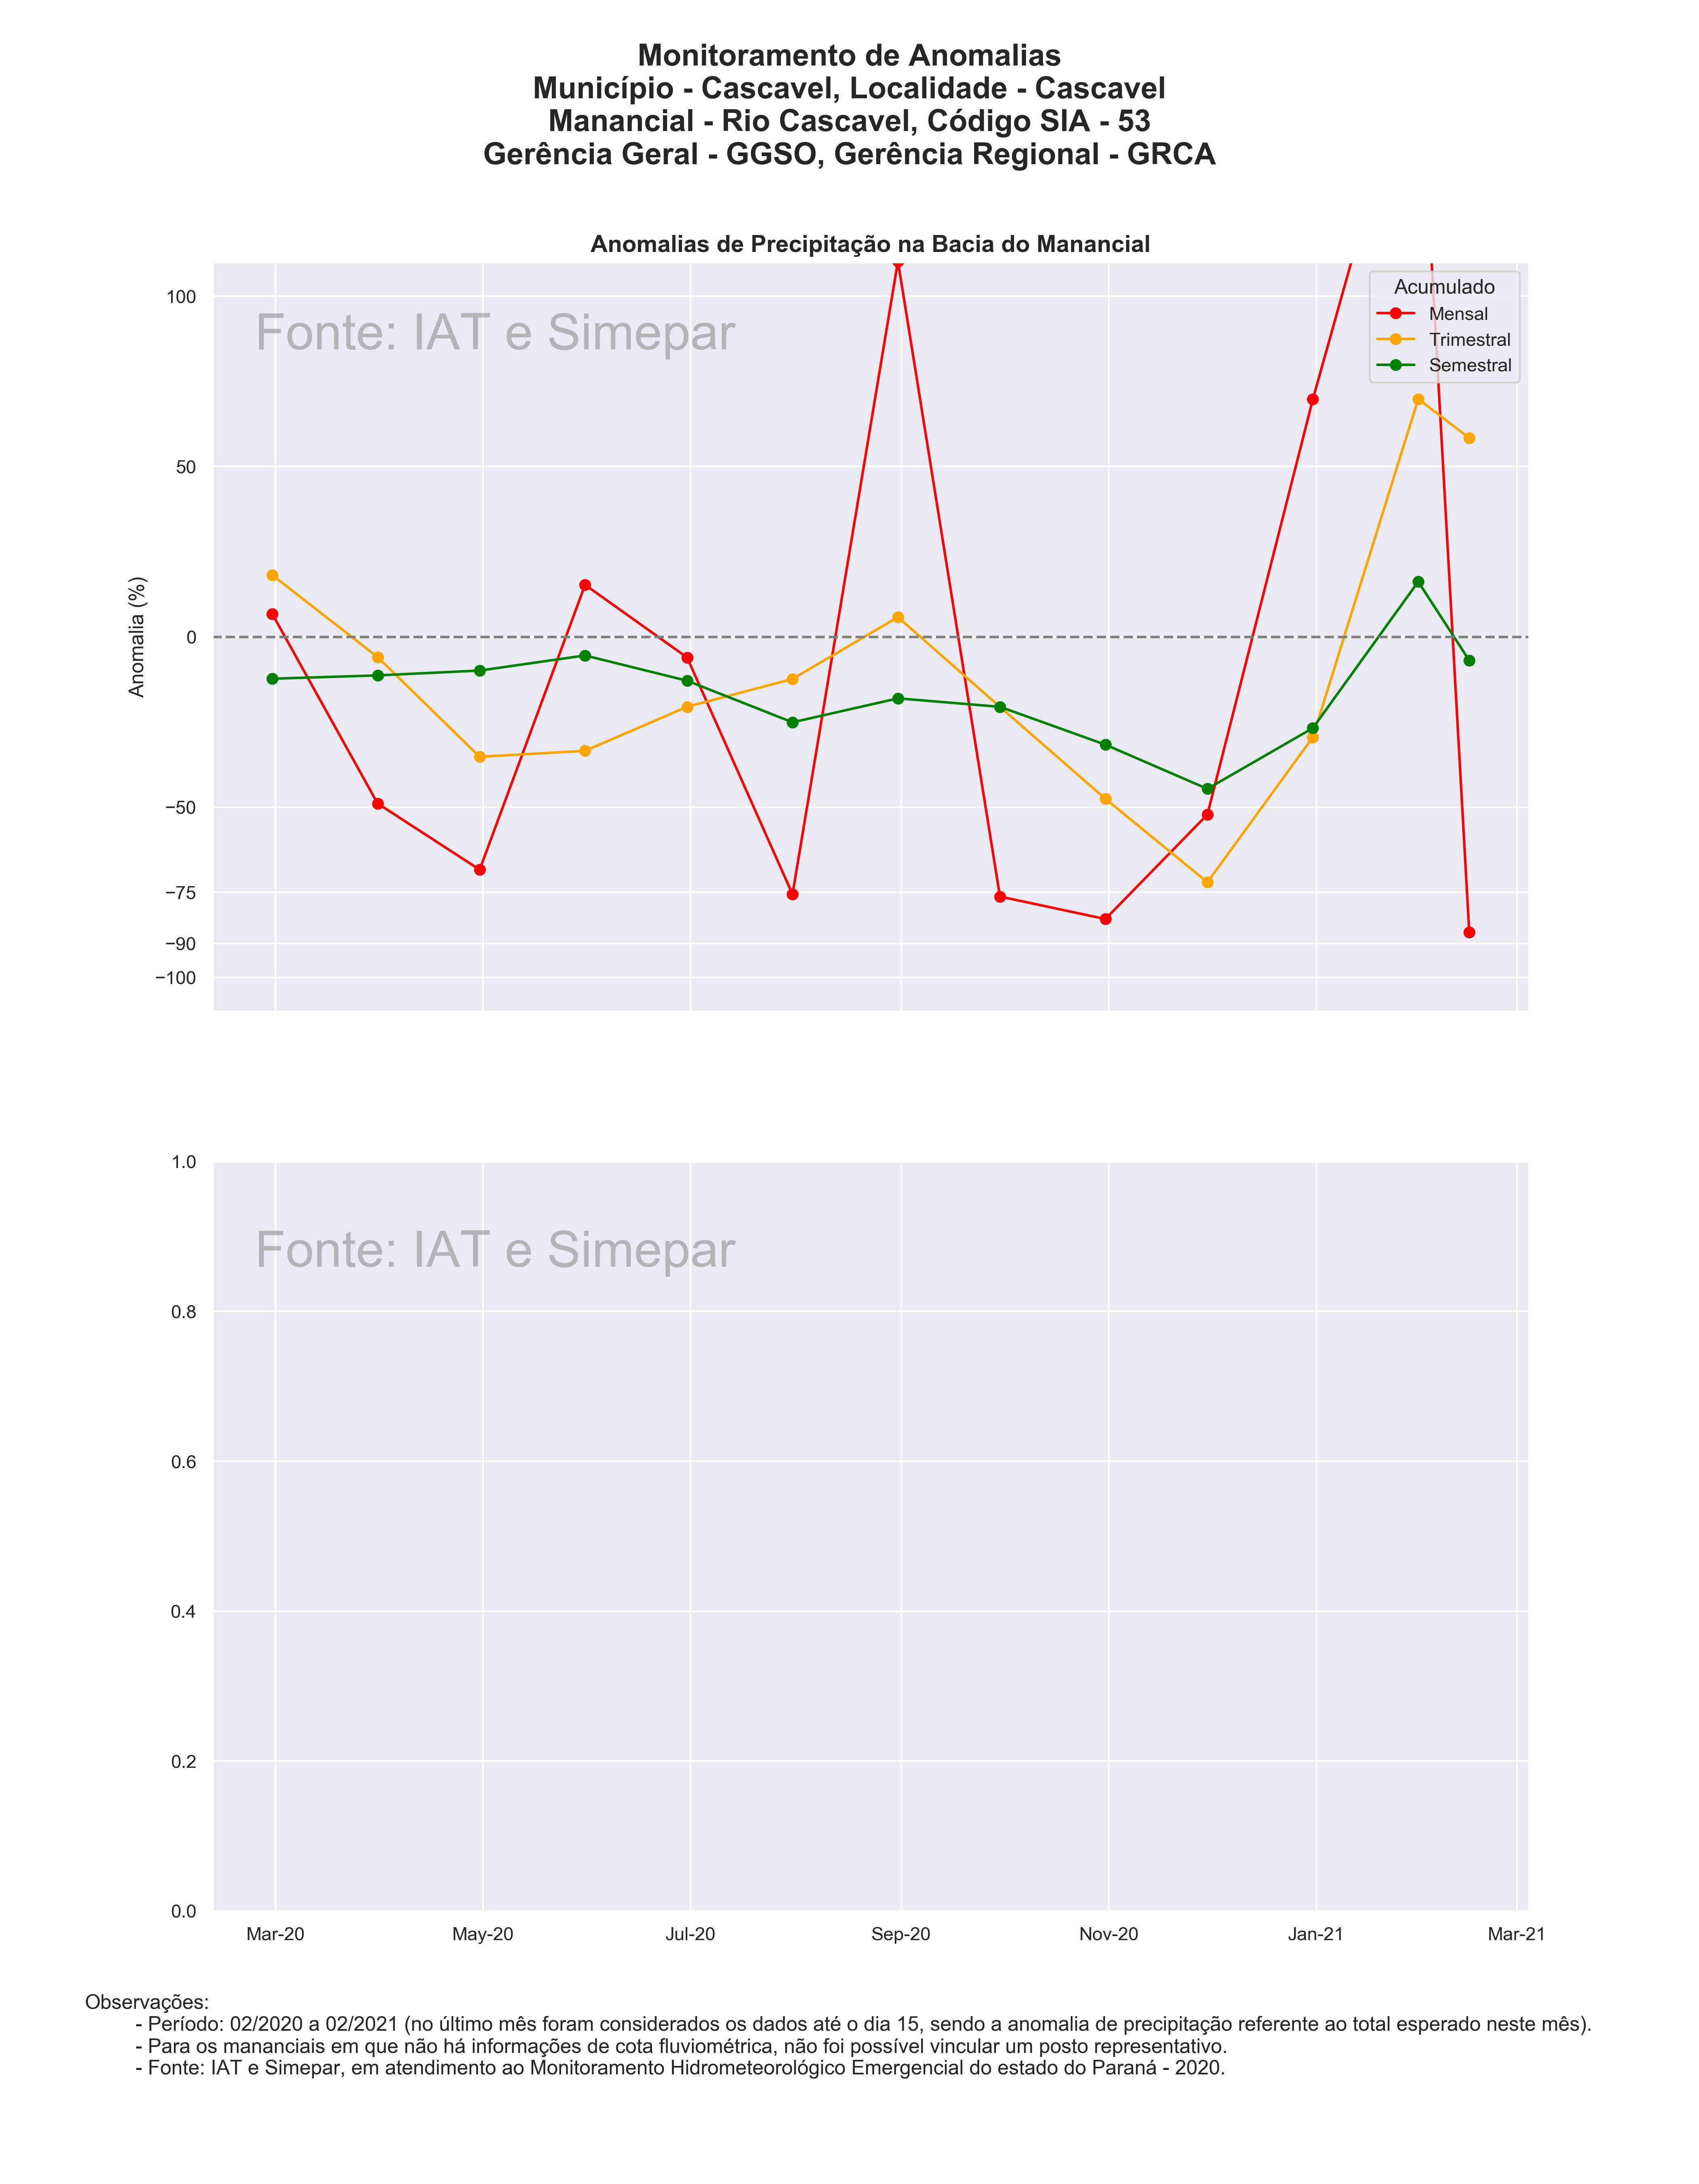 Monitoramento de Anomalias
Município - Cascavel, Localidade - Cascavel
Manancial - Rio Cascavel, Código SIA - 53
Gerência Geral - GGSO, Gerência Regional - GRCA
Anomalias de Precipitação na Bacia do Manancial
Fonte: IAT e Simepar
Acumulado
Mensal
Trimestral
Semestral
Anomalia (%)
100
50
0
−50
−75
−90
−100
Fonte: IAT e Simepar
1.0
0.8
0.6
0.4
0.2
0.0
Mar-20 May-20 Jul-20 Sep-20 Nov-20 Jan-21 Mar-21
Observações:
- Período: 02/2020 a 02/2021 (no último mês foram considerados os dados até o dia 15, sendo a anomalia de precipitação referente ao total esperado neste mês).
- Para os mananciais em que não há informações de cota fluviométrica, não foi possível vincular um posto representativo.
- Fonte: IAT e Simepar, em atendimento ao Monitoramento Hidrometeorológico Emergencial do estado do Paraná - 2020.